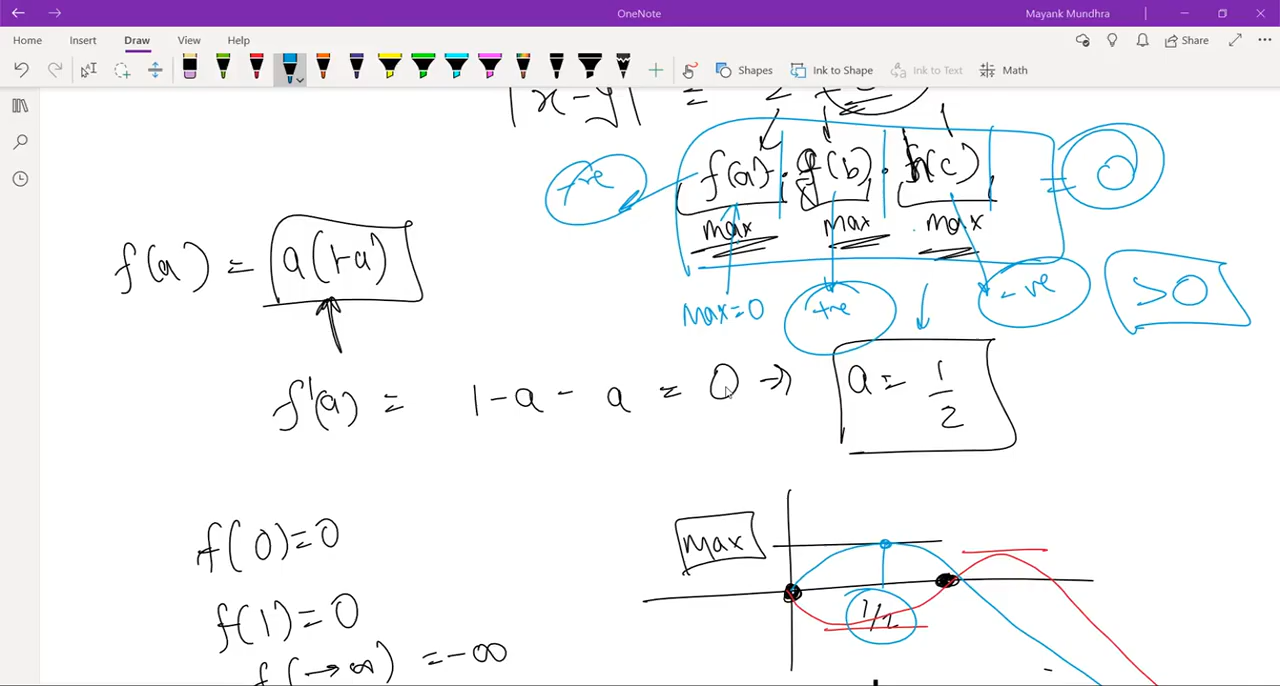 OneNote
Mayank Mundhra
Home Insert Draw View Help
Share
Shapes
Ink to Shape
Ink to Text
Math
|x-y| =
+ve
f(a) · g(b) · h(c) = 0
max max max
f(a) = a(1-a)
max=0
+ve
-ve
>0
f'(a) = 1-a - a = 0 ⇒ a = 1/2
f(0)=0
max
f(1)=0
1/2
f(→∞) = -∞